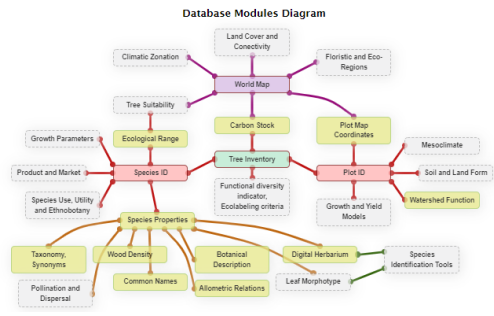 Database Modules Diagram
Land Cover and
Conectivity
Climatic Zonation
Floristic and Eco-
Regions
World Map
Tree Suitability
Growth Parameters
Ecological Range
Carbon Stock
Plot Map
Coordinates
Mesoclimate
Tree Inventory
Product and Market
Species ID
Plot ID
Soil and Land Form
Species Use, Utility
and Ethnobotany
Functional diversity
indicator,
Ecolabeling criteria
Growth and Yield
Models
Watershed Function
Species Properties
Taxonomy,
Synonyms
Wood Density
Botanical
Description
Digital Herbarium
Species
Identification Tools
Pollination and
Dispersal
Common Names
Allometric Relations
Leaf Morphotype